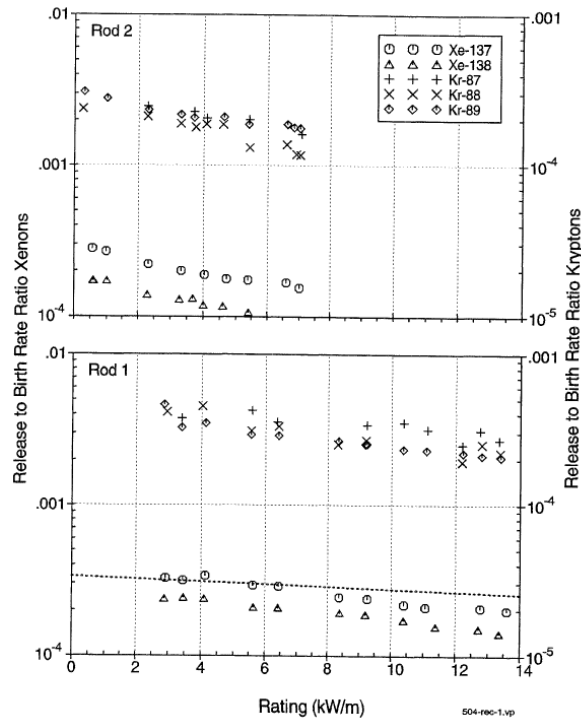 .01
.001
Rod 2
Xe-137
Xe-138
Kr-87
Kr-88
Kr-89
.001
10-4
10-4
10-5
.01
.001
Rod 1
.001
10-4
10-4
10-5
Release to Birth Rate Ratio Xenons
Release to Birth Rate Ratio Kryptons
0 2 4 6 8 10 12 14
Rating (kW/m)
504-rec-1.vp